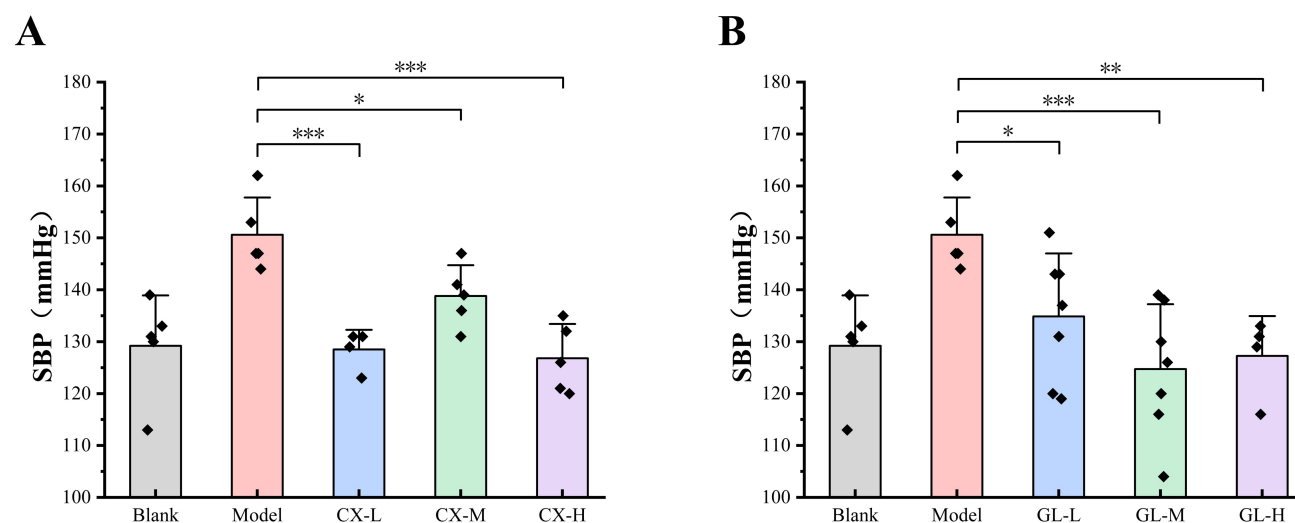 A
SBP（mmHg）
180
170
160
150
140
130
120
110
100
***
*
***
Blank
Model
CX-L
CX-M
CX-H
B
SBP（mmHg）
180
170
160
150
140
130
120
110
100
**
***
*
Blank
Model
GL-L
GL-M
GL-H